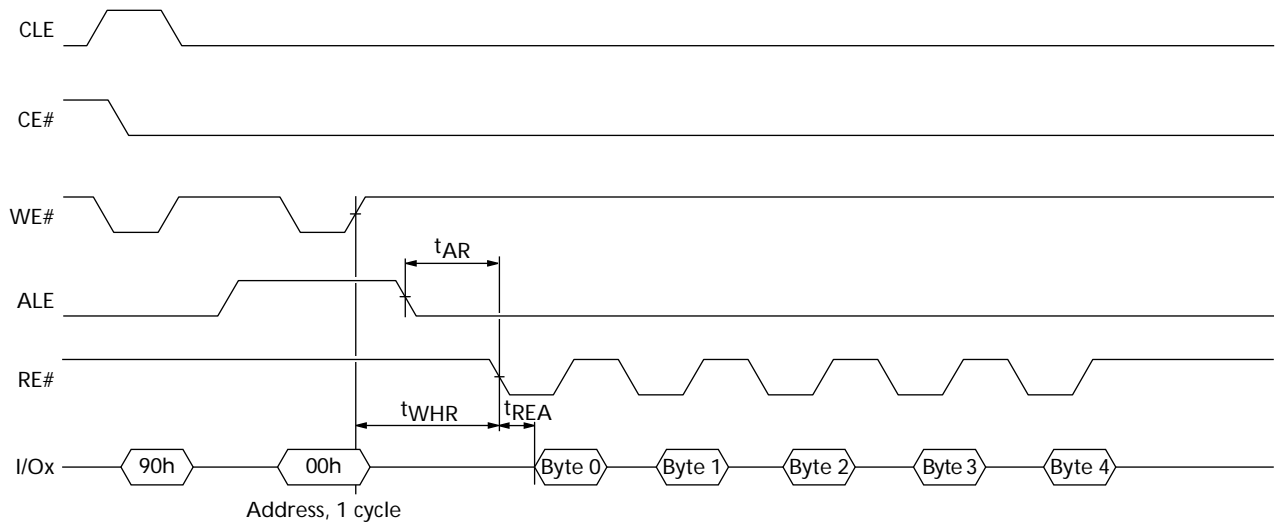 CLE
CE#
WE#
tAR
ALE
RE#
tWHR tREA
I/Ox 90h 00h Byte 0 Byte 1 Byte 2 Byte 3 Byte 4
Address, 1 cycle